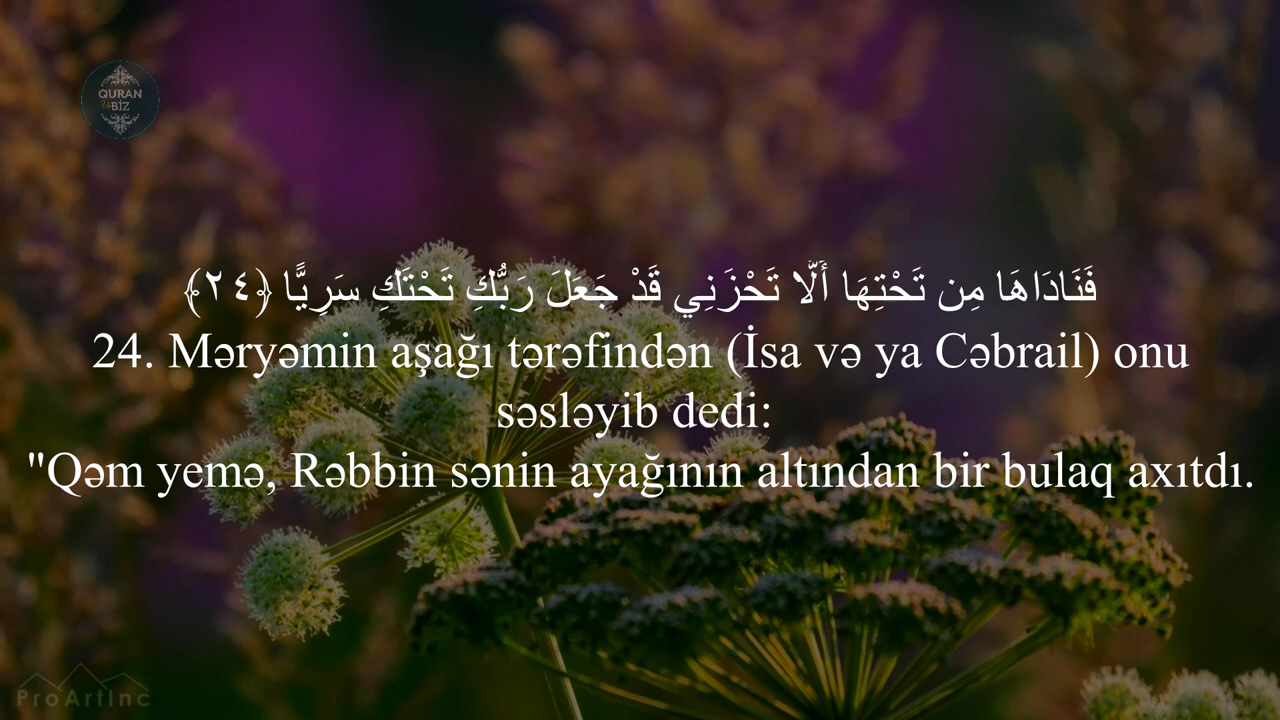 QURAN
Və BİZ
فَنَادَاهَا مِن تَحْتِهَا أَلَّا تَحْزَنِي قَدْ جَعَلَ رَبُّكِ تَحْتَكِ سَرِيًّا ﴿٢٤﴾
24. Məryəmin aşağı tərəfindən (İsa və ya Cəbrail) onu
səsləyib dedi:
"Qəm yemə, Rəbbin sənin ayağının altından bir bulaq axıtdı.
ProArtInc